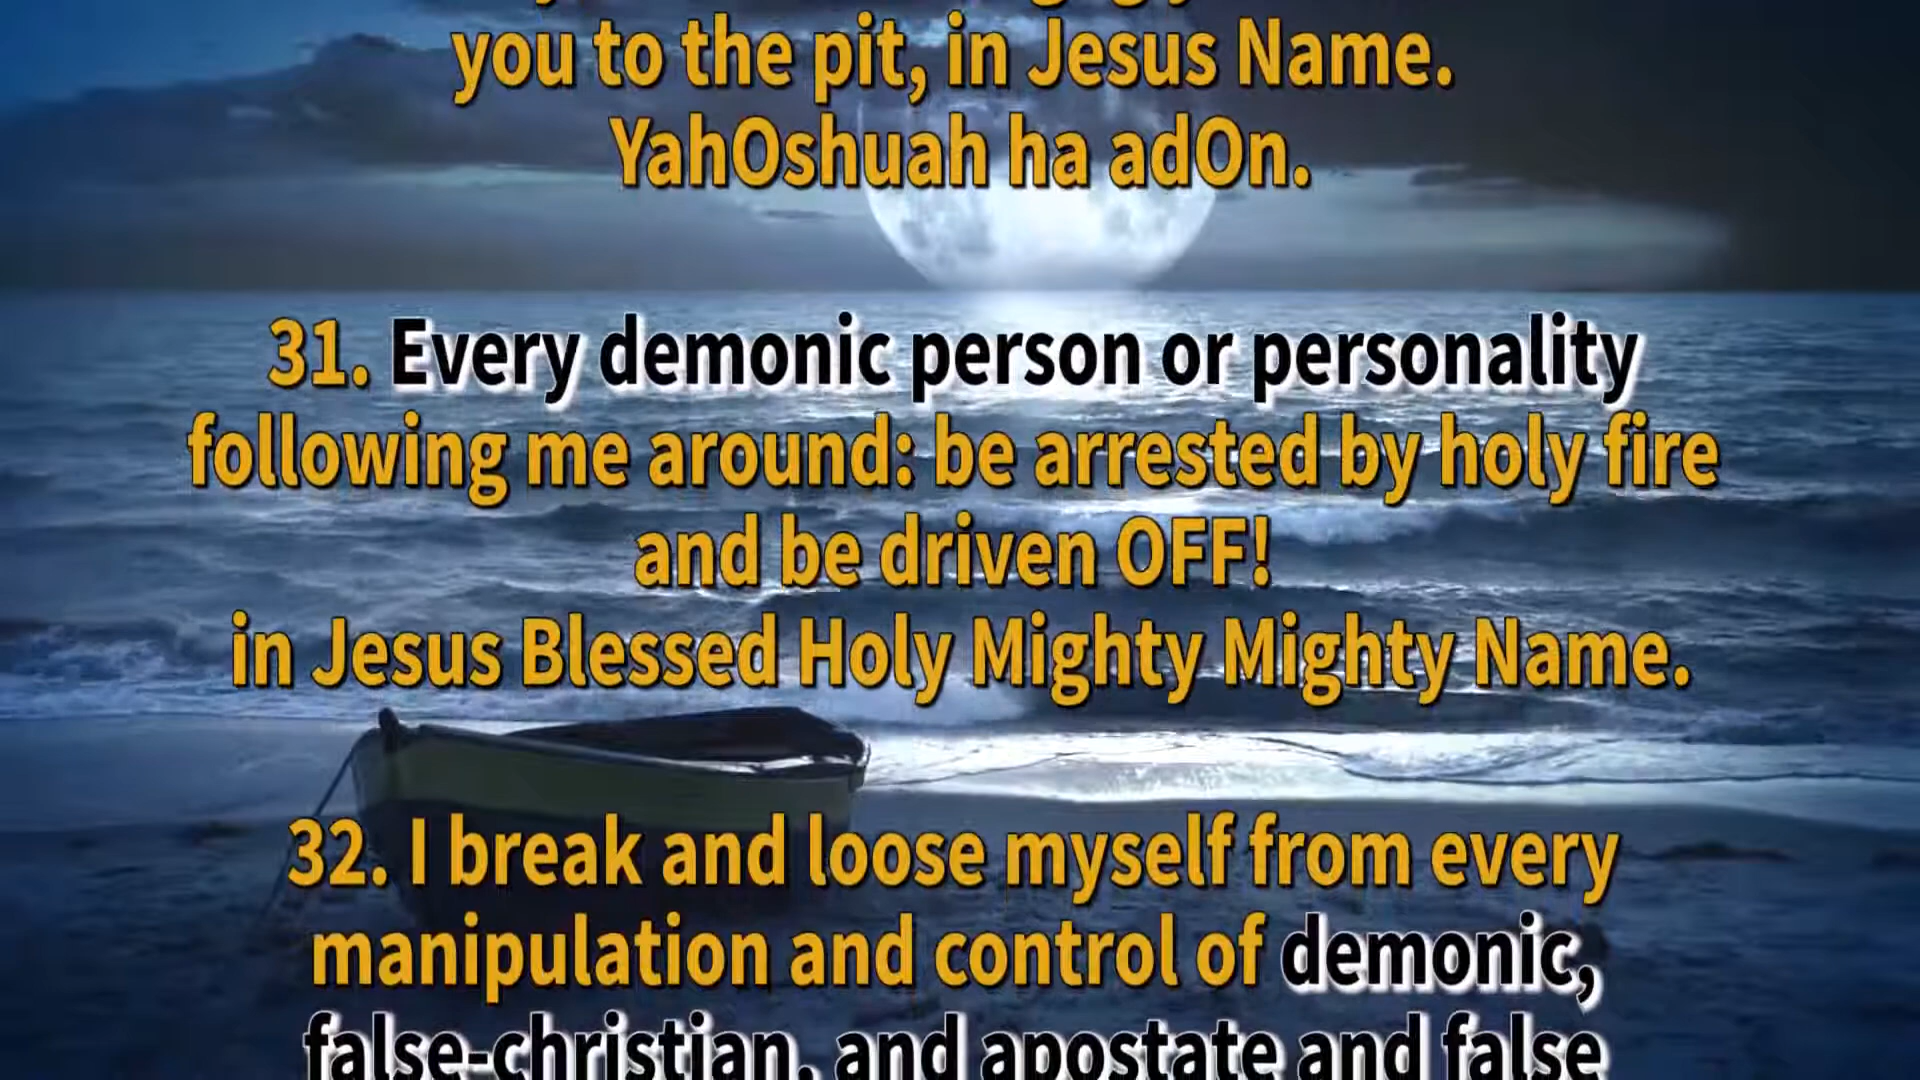 you to the pit, in Jesus Name.
YahOshuah ha adOn.
31. Every demonic person or personality
following me around: be arrested by holy fire
and be driven OFF!
in Jesus Blessed Holy Mighty Mighty Name.
32. I break and loose myself from every
manipulation and control of demonic,
false-christian, and apostate and false